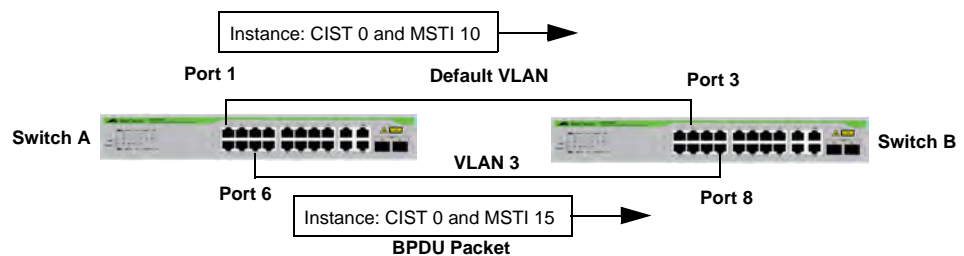 Instance: CIST 0 and MSTI 10
Port 1
Default VLAN
Port 3
Switch A
Switch B
VLAN 3
Port 6
Port 8
Instance: CIST 0 and MSTI 15
BPDU Packet